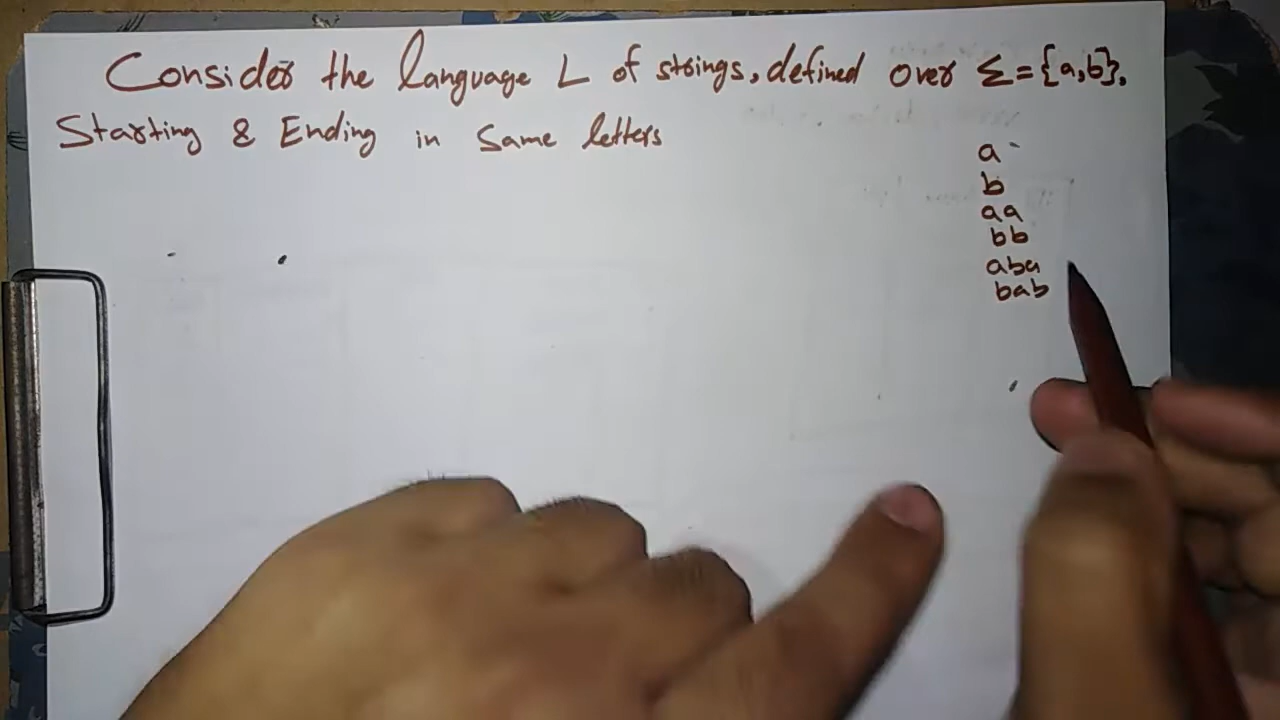 Consider the language L of strings, defined over Σ={a,b}.
Starting & Ending in Same letters
a
b
aa
bb
aba
bab